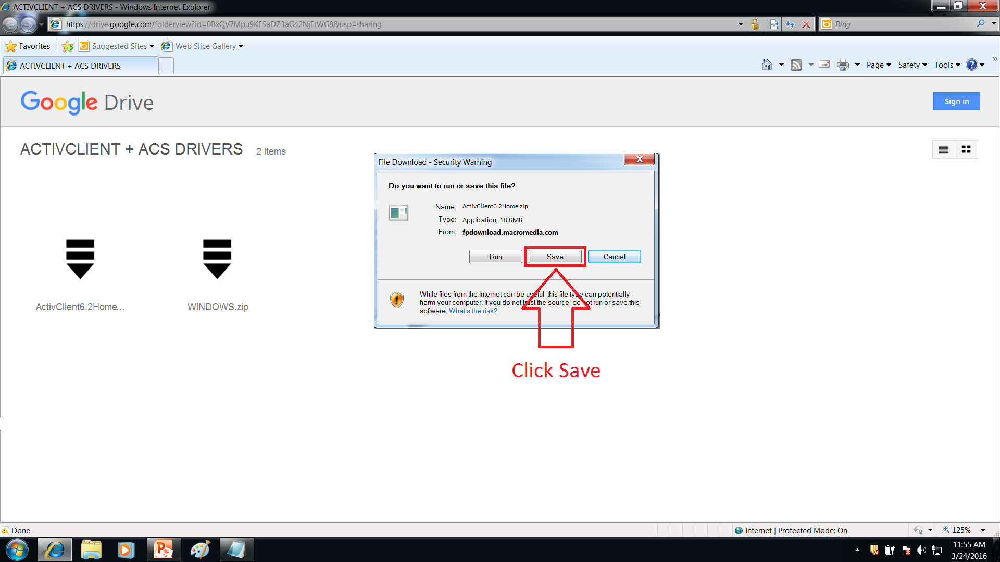 ACTIVCLIENT + ACS DRIVERS - Windows Internet Explorer
https://drive.google.com/folderview?id=0BxQV7Mpu9KFSaDZ3aG42NjFtWG8&usp=sharing
Bing
Favorites
Suggested Sites
Web Slice Gallery
ACTIVCLIENT + ACS DRIVERS
Page
Safety
Tools
Google Drive
Sign in
ACTIVCLIENT + ACS DRIVERS 2 items
File Download - Security Warning
Do you want to run or save this file?
Name: ActivClient6.2Home.zip
Type: Application, 18.8MB
From: fpdownload.macromedia.com
Run
Save
Cancel
While files from the Internet can be useful, this file type can potentially
harm your computer. If you do not trust the source, do not run or save this
software. What's the risk?
ActivClient6.2Home...
WINDOWS.zip
Click Save
Done
Internet | Protected Mode: On
125%
11:55 AM
3/24/2016